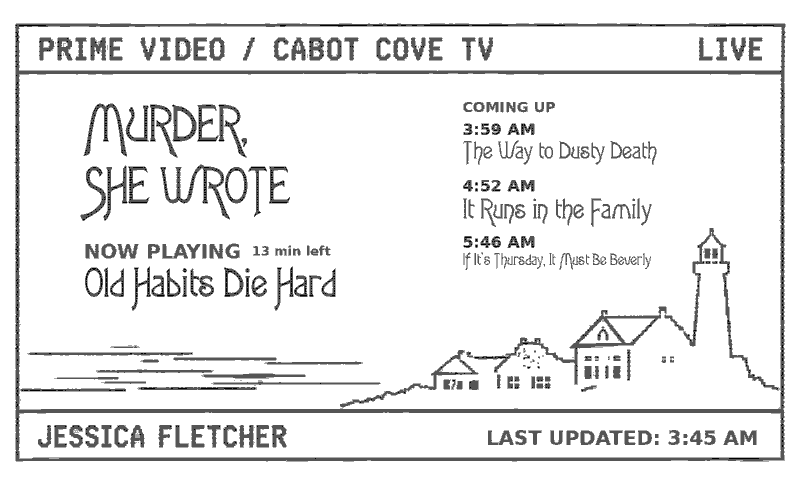 PRIME VIDEO / CABOT COVE TV
LIVE
MURDER,
SHE WROTE
NOW PLAYING 13 min left
Old Habits Die Hard
COMING UP
3:59 AM
The Way to Dusty Death
4:52 AM
It Runs in the Family
5:46 AM
If It's Thursday, It Must Be Beverly
JESSICA FLETCHER
LAST UPDATED: 3:45 AM